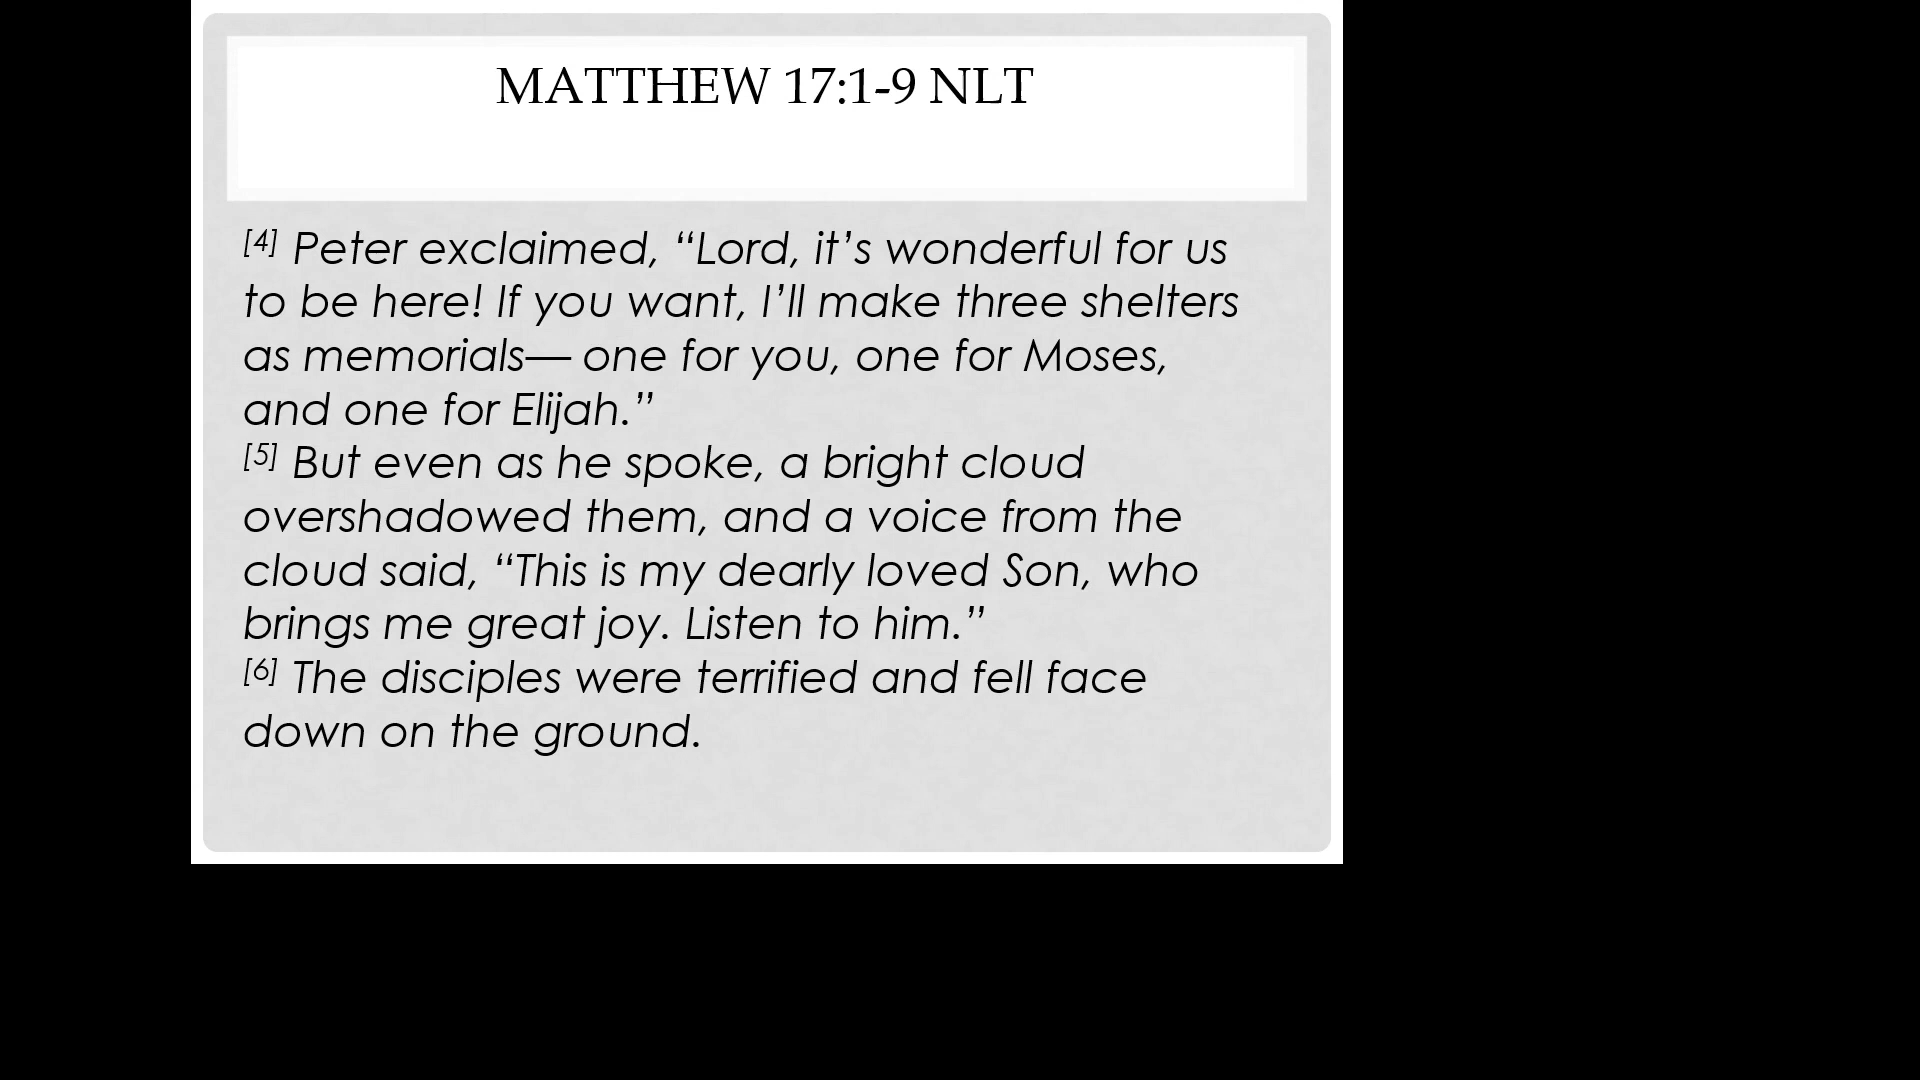 MATTHEW 17:1-9 NLT
[4] Peter exclaimed, “Lord, it’s wonderful for us
to be here! If you want, I’ll make three shelters
as memorials— one for you, one for Moses,
and one for Elijah.”
[5] But even as he spoke, a bright cloud
overshadowed them, and a voice from the
cloud said, “This is my dearly loved Son, who
brings me great joy. Listen to him.”
[6] The disciples were terrified and fell face
down on the ground.